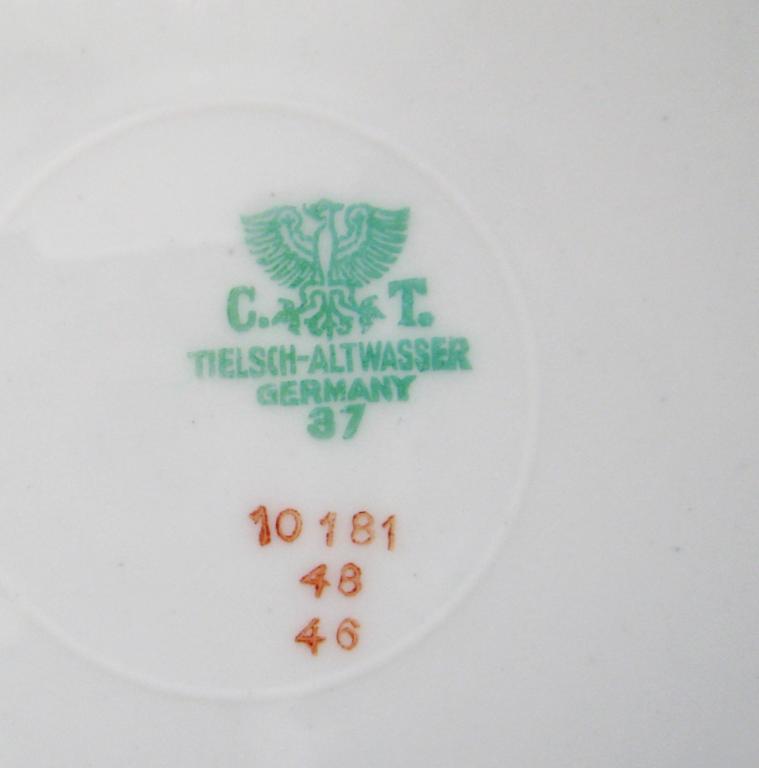 C. T.
TIELSCH-ALTWASSER
GERMANY
37
10 181
48
46